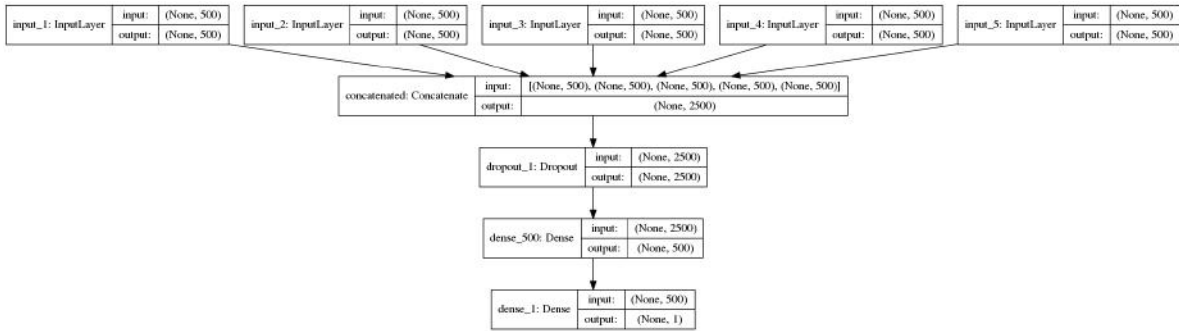 input_1: InputLayer input: (None, 500) output: (None, 500)
input_2: InputLayer input: (None, 500) output: (None, 500)
input_3: InputLayer input: (None, 500) output: (None, 500)
input_4: InputLayer input: (None, 500) output: (None, 500)
input_5: InputLayer input: (None, 500) output: (None, 500)
concatenated: Concatenate input: [(None, 500), (None, 500), (None, 500), (None, 500), (None, 500)] output: (None, 2500)
dropout_1: Dropout input: (None, 2500) output: (None, 2500)
dense_500: Dense input: (None, 2500) output: (None, 500)
dense_1: Dense input: (None, 500) output: (None, 1)